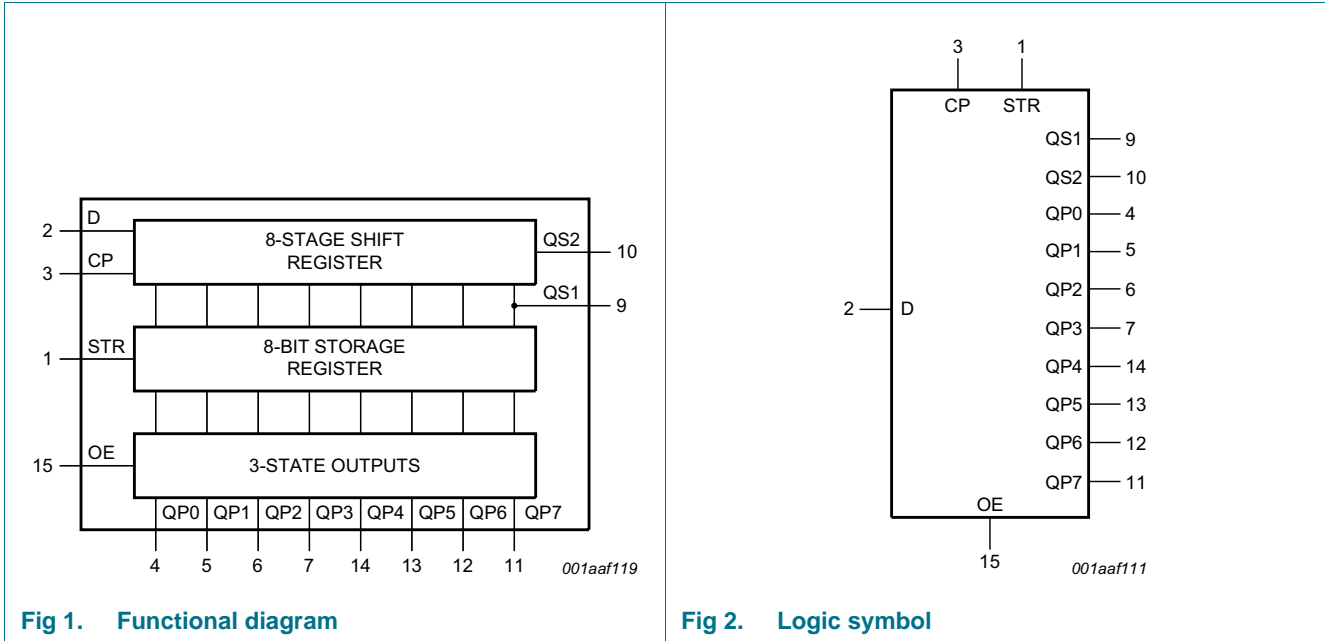 D
2
8-STAGE SHIFT
REGISTER
QS2
10
CP
3
QS1
9
STR
1
8-BIT STORAGE
REGISTER
OE
15
3-STATE OUTPUTS
QP0 QP1 QP2 QP3 QP4 QP5 QP6 QP7
4 5 6 7 14 13 12 11
001aaf119
Fig 1. Functional diagram
3 1
CP STR
QS1 9
QS2 10
QP0 4
QP1 5
QP2 6
2 D
QP3 7
QP4 14
QP5 13
QP6 12
QP7 11
OE
15
001aaf111
Fig 2. Logic symbol